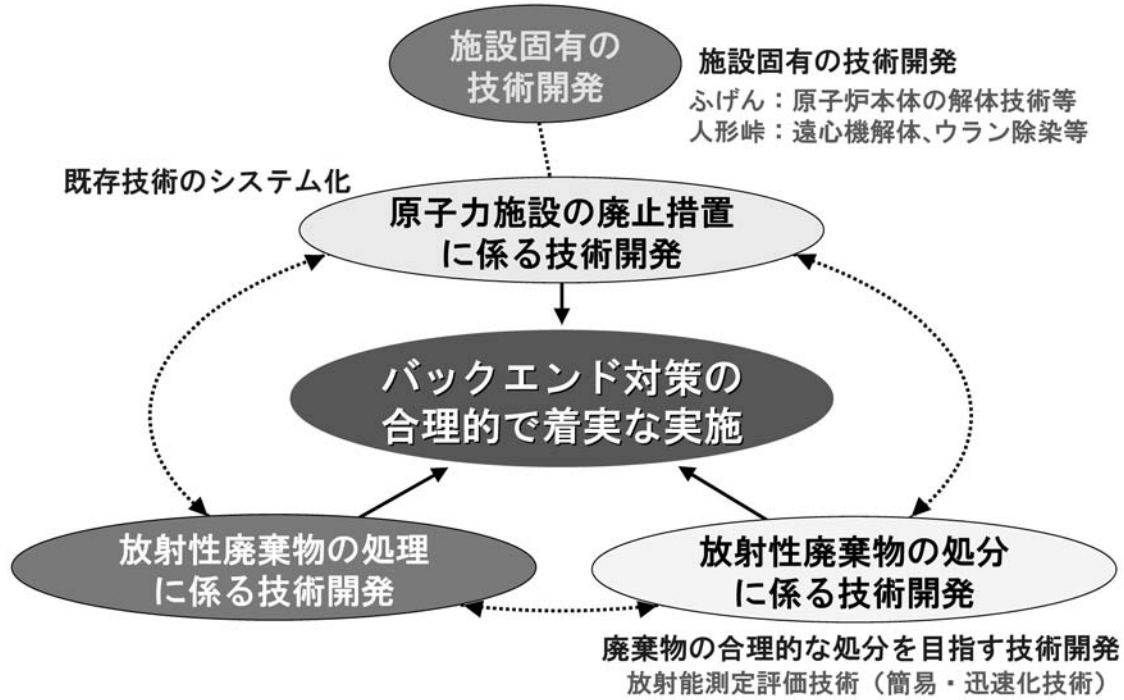 施設固有の
技術開発
施設固有の技術開発
ふげん：原子炉本体の解体技術等
人形峠：遠心機解体、ウラン除染等
既存技術のシステム化
原子力施設の廃止措置
に係る技術開発
バックエンド対策の
合理的で着実な実施
放射性廃棄物の処理
に係る技術開発
放射性廃棄物の処分
に係る技術開発
廃棄物の合理的な処分を目指す技術開発
放射能測定評価技術（簡易・迅速化技術）